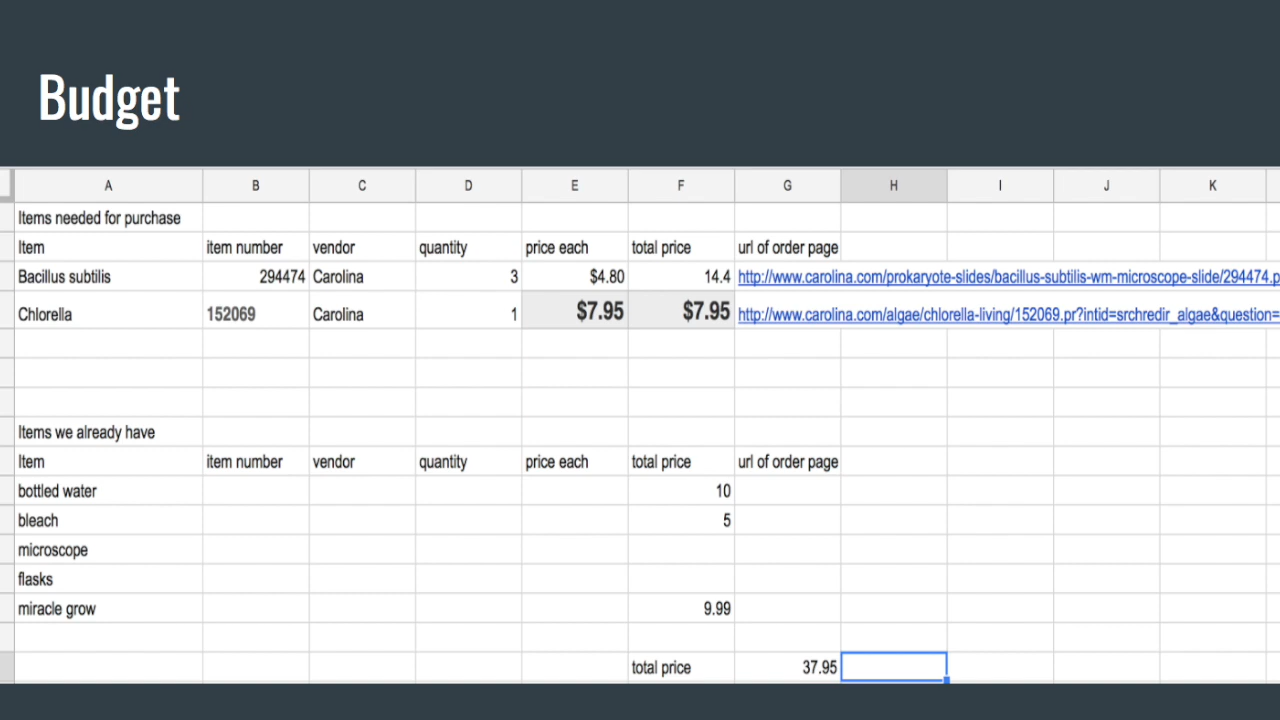 Budget
A B C D E F G H I J K
Items needed for purchase
Item item number vendor quantity price each total price url of order page
Bacillus subtilis 294474 Carolina 3 $4.80 14.4 http://www.carolina.com/prokaryote-slides/bacillus-subtilis-wm-microscope-slide/294474.p
Chlorella 152069 Carolina 1 $7.95 $7.95 http://www.carolina.com/algae/chlorella-living/152069.pr?intid=srchredir_algae&question=
Items we already have
Item item number vendor quantity price each total price url of order page
bottled water 10
bleach 5
microscope
flasks
miracle grow 9.99
total price 37.95